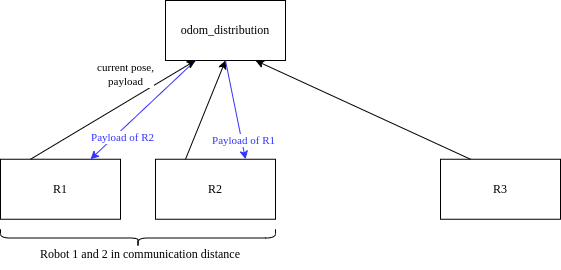 odom_distribution
current pose,
payload
Payload of R2
Payload of R1
R1
R2
R3
Robot 1 and 2 in communication distance